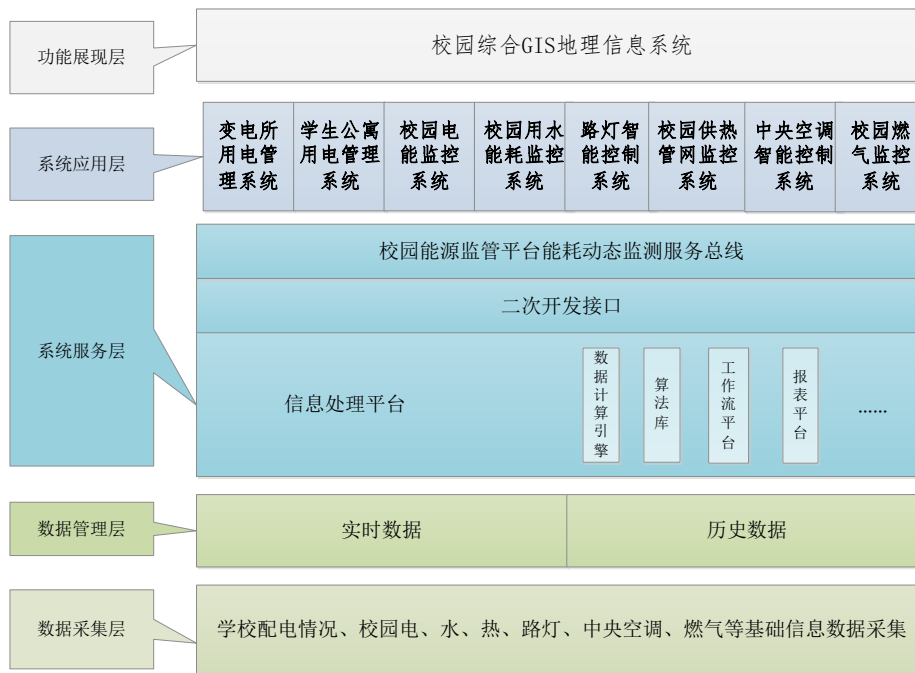 功能展现层
校园综合GIS地理信息系统
系统应用层
变电所
用电管
理系统
学生公寓
用电管理
系统
校园电
能监控
系统
校园用水
能耗监控
系统
路灯智
能控制
系统
校园供热
管网监控
系统
中央空调
智能控制
系统
校园燃
气监控
系统
系统服务层
校园能源监管平台能耗动态监测服务总线
二次开发接口
信息处理平台
数据计算引擎
算法库
工作流平台
报表平台
......
数据管理层
实时数据
历史数据
数据采集层
学校配电情况、校园电、水、热、路灯、中央空调、燃气等基础信息数据采集